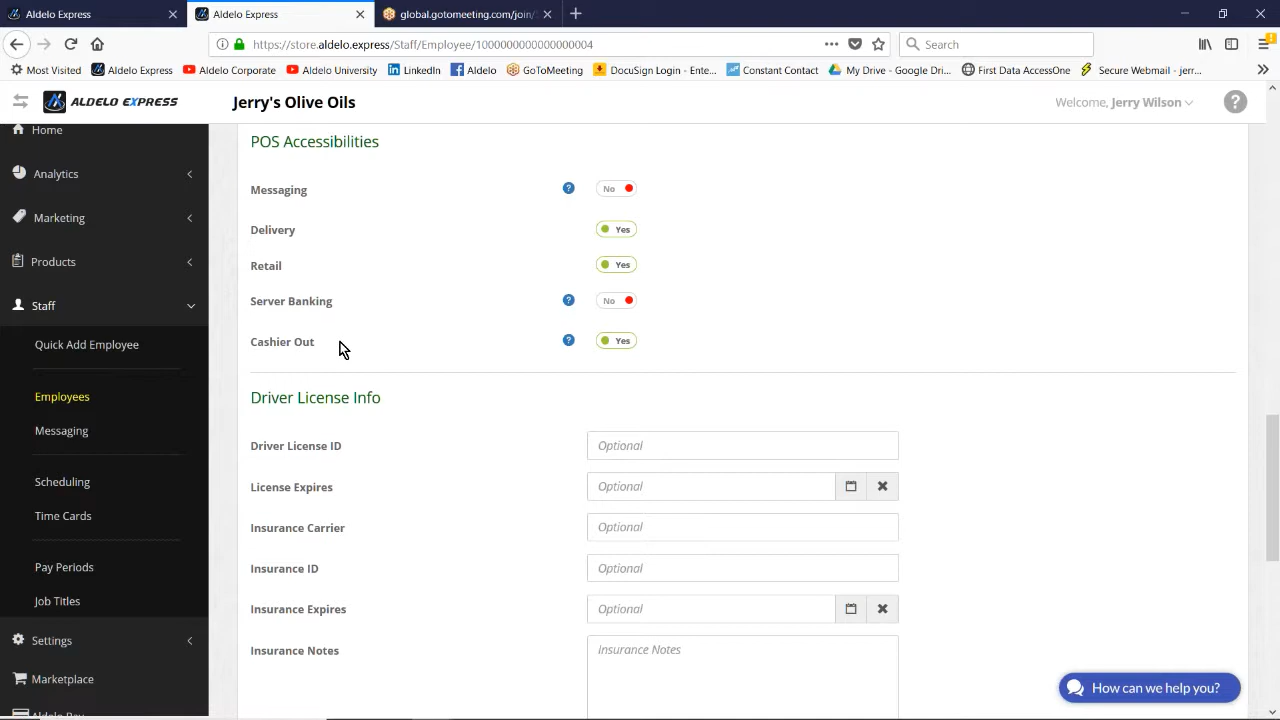 Aldelo Express
Aldelo Express
global.gotomeeting.com/join/
https://store.aldelo.express/Staff/Employee/1000000000000000004
Search
Most Visited
Aldelo Express
Aldelo Corporate
Aldelo University
LinkedIn
Aldelo
GoToMeeting
DocuSign Login - Ente...
Constant Contact
My Drive - Google Dri...
First Data AccessOne
Secure Webmail - jerr...
ALDELO EXPRESS
Jerry's Olive Oils
Welcome, Jerry Wilson
Home
Analytics
Marketing
Products
Staff
Quick Add Employee
Employees
Messaging
Scheduling
Time Cards
Pay Periods
Job Titles
Settings
Marketplace
Aldelo Pay
POS Accessibilities
Messaging
No
Delivery
Yes
Retail
Yes
Server Banking
No
Cashier Out
Yes
Driver License Info
Driver License ID
Optional
License Expires
Optional
Insurance Carrier
Optional
Insurance ID
Optional
Insurance Expires
Optional
Insurance Notes
Insurance Notes
How can we help you?